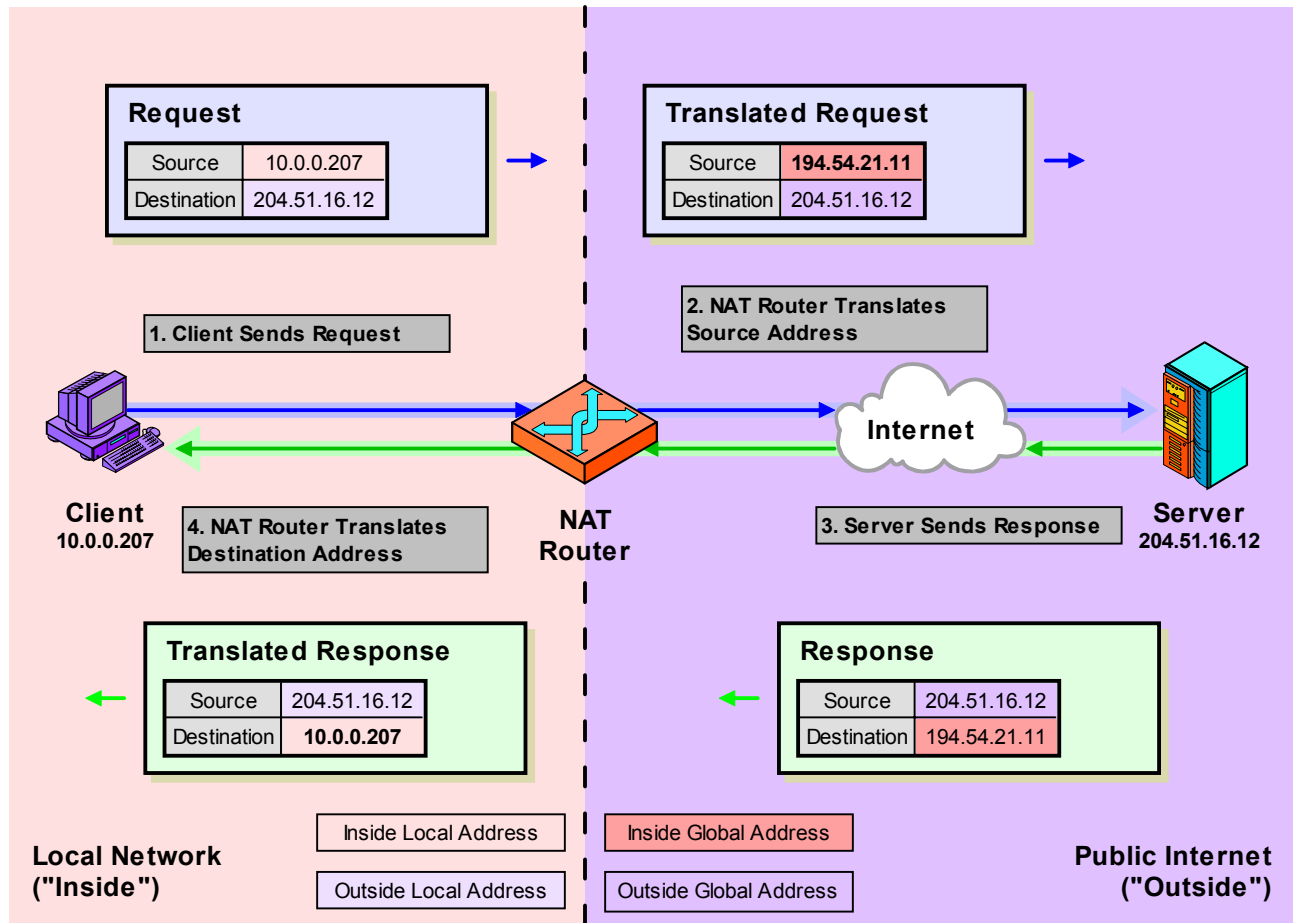 Request
Source 10.0.0.207
Destination 204.51.16.12
Translated Request
Source 194.54.21.11
Destination 204.51.16.12
1. Client Sends Request
2. NAT Router Translates
Source Address
Internet
Client
10.0.0.207
4. NAT Router Translates
Destination Address
NAT
Router
3. Server Sends Response
Server
204.51.16.12
Translated Response
Source 204.51.16.12
Destination 10.0.0.207
Response
Source 204.51.16.12
Destination 194.54.21.11
Local Network
("Inside")
Inside Local Address
Outside Local Address
Inside Global Address
Outside Global Address
Public Internet
("Outside")